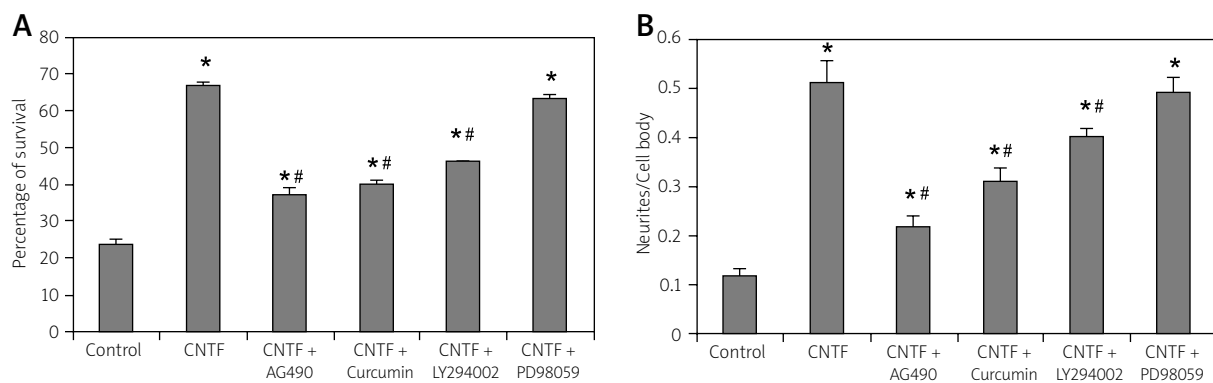 A
80
70
60
50
40
30
20
10
0
Percentage of survival
*
* #
* #
* #
*
Control
CNTF
CNTF +
AG490
CNTF +
Curcumin
CNTF +
LY294002
CNTF +
PD98059
B
0.6
0.5
0.4
0.3
0.2
0.1
0
Neurites/Cell body
*
* #
* #
* #
*
Control
CNTF
CNTF +
AG490
CNTF +
Curcumin
CNTF +
LY294002
CNTF +
PD98059